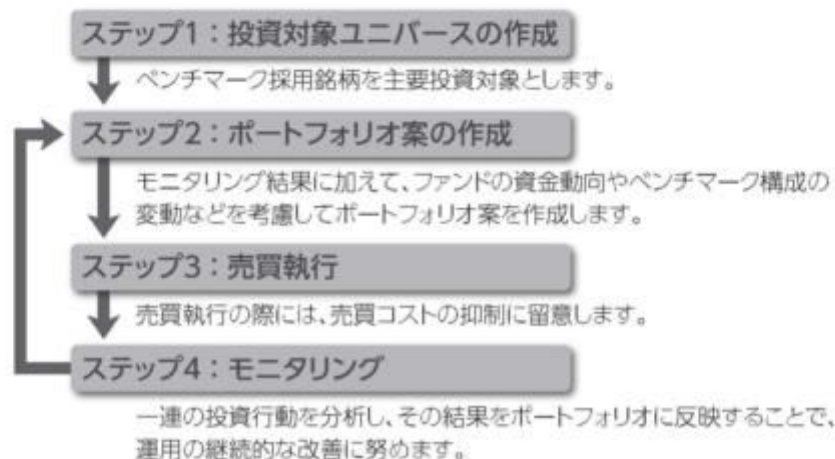 ステップ1：投資対象ユニバースの作成
ベンチマーク採用銘柄を主要投資対象とします。
ステップ2：ポートフォリオ案の作成
モニタリング結果に加えて、ファンドの資金動向やベンチマーク構成の
変動などを考慮してポートフォリオ案を作成します。
ステップ3：売買執行
売買執行の際には、売買コストの抑制に留意します。
ステップ4：モニタリング
一連の投資行動を分析し、その結果をポートフォリオに反映することで、
運用の継続的な改善に努めます。